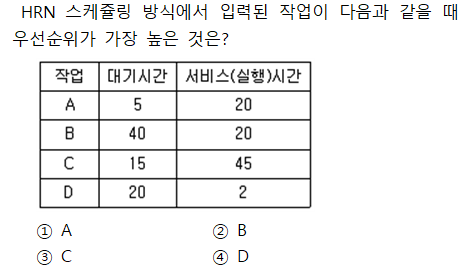 HRN 스케쥴링 방식에서 입력된 작업이 다음과 같을 때
우선순위가 가장 높은 것은?
작업 대기시간 서비스(실행)시간
A 5 20
B 40 20
C 15 45
D 20 2
① A ② B
③ C ④ D